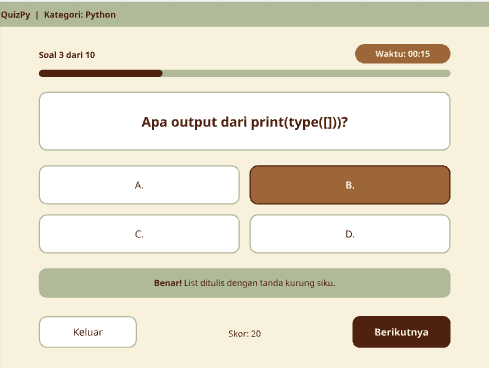 QuizPy | Kategori: Python
Soal 3 dari 10
Waktu: 00:15
Apa output dari print(type([]))?
A.
B.
C.
D.
Benar! List ditulis dengan tanda kurung siku.
Keluar
Skor: 20
Berikutnya